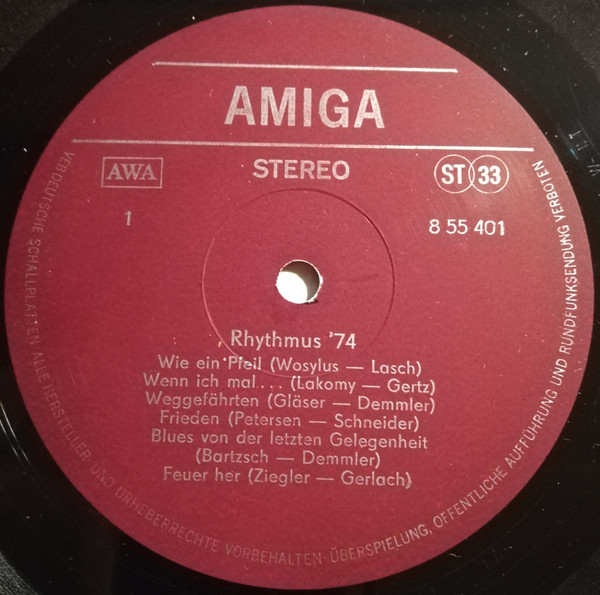 AMIGA
AWA
STEREO
ST 33
1
8 55 401
Rhythmus '74
Wie ein Pfeil (Wosylus — Lasch)
Wenn ich mal.... (Lakomy — Gertz)
Weggefährten (Gläser — Demmler)
Frieden (Petersen — Schneider)
Blues von der letzten Gelegenheit
(Bartzsch — Demmler)
Feuer her (Ziegler — Gerlach)
VEB DEUTSCHE SCHALLPLATTEN ALLE HERSTELLER- UND URHEBERRECHTE VORBEHALTEN · ÜBERSPIELUNG, ÖFFENTLICHE AUFFÜHRUNG UND RUNDFUNKSENDUNG VERBOTEN